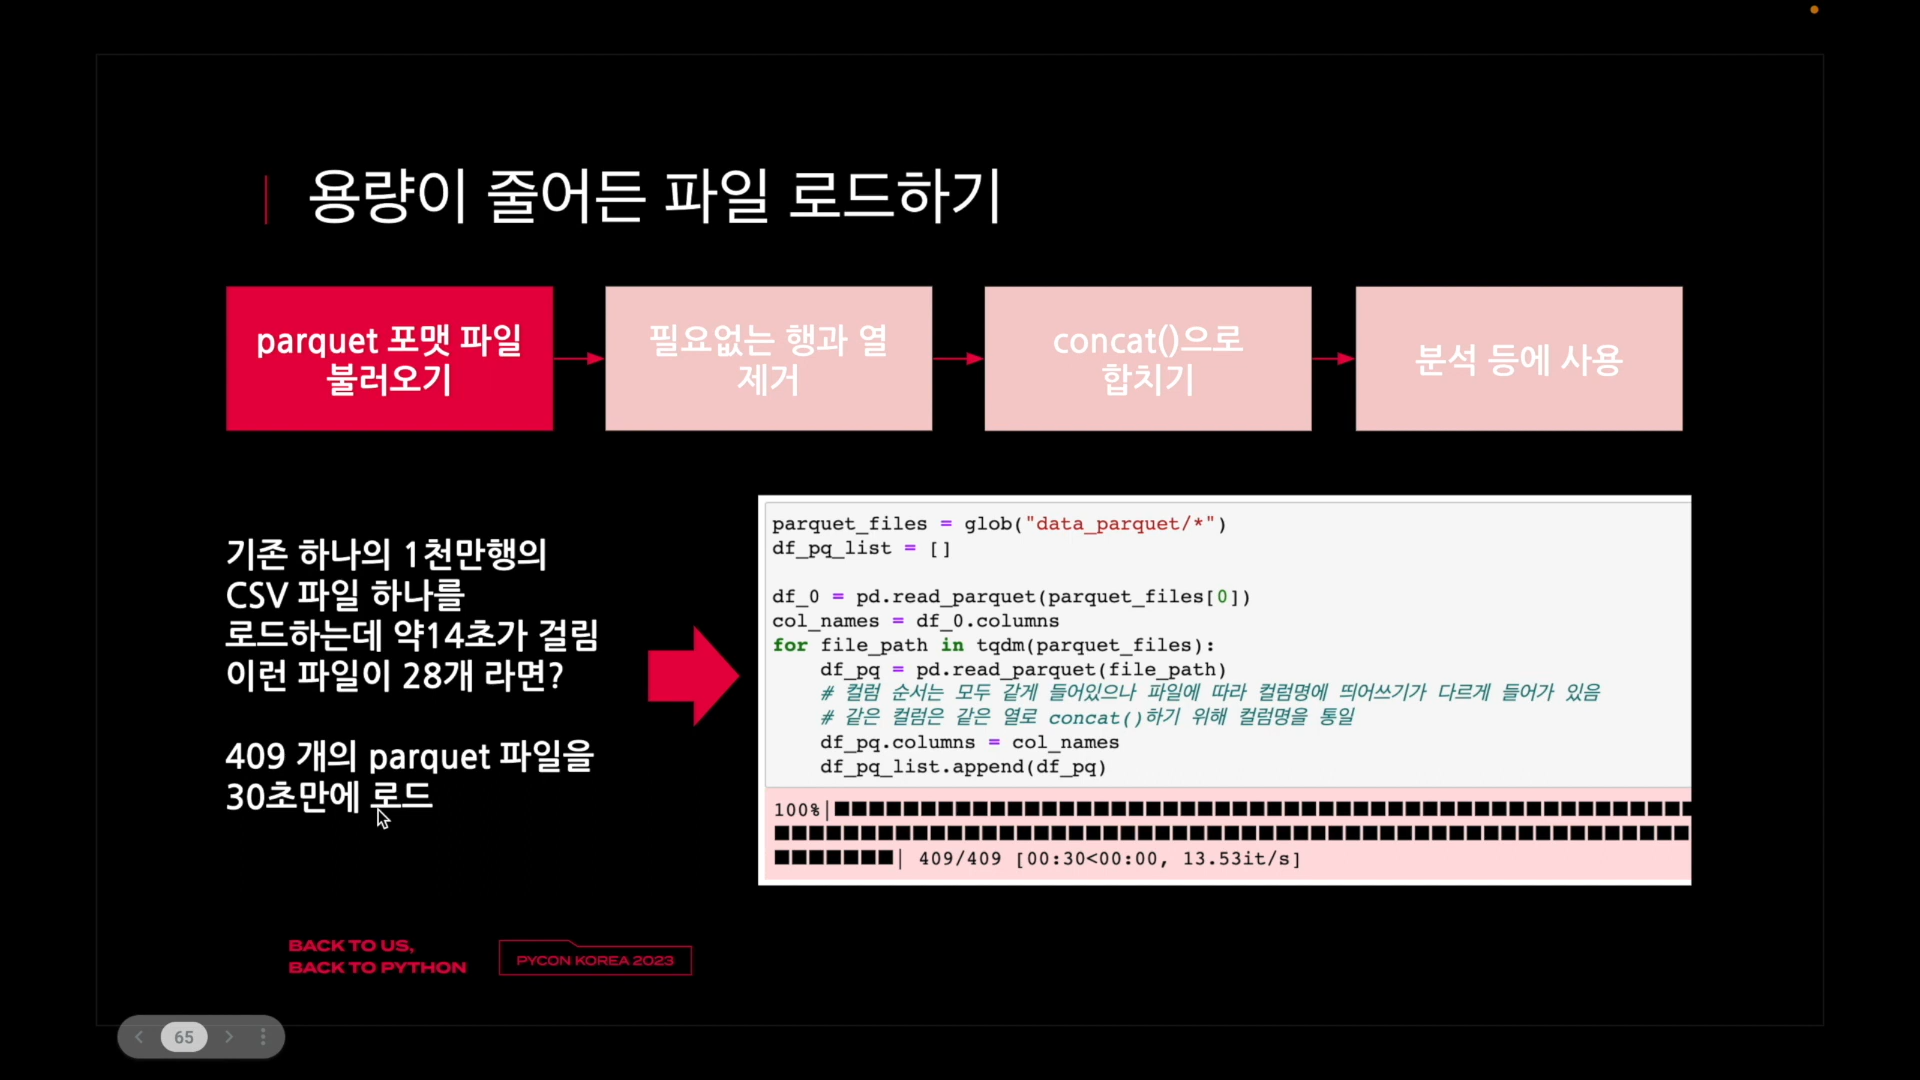 용량이 줄어든 파일 로드하기
parquet 포맷 파일
불러오기
필요없는 행과 열
제거
concat()으로
합치기
분석 등에 사용
기존 하나의 1천만행의
CSV 파일 하나를
로드하는데 약14초가 걸림
이런 파일이 28개 라면?
409 개의 parquet 파일을
30초만에 로드
parquet_files = glob("data_parquet/*")
df_pq_list = []
df_0 = pd.read_parquet(parquet_files[0])
col_names = df_0.columns
for file_path in tqdm(parquet_files):
    df_pq = pd.read_parquet(file_path)
    # 컬럼 순서는 모두 같게 들어있으나 파일에 따라 컬럼명에 띄어쓰기가 다르게 들어가 있음
    # 같은 컬럼은 같은 열로 concat()하기 위해 컬럼명을 통일
    df_pq.columns = col_names
    df_pq_list.append(df_pq)
100%|
| 409/409 [00:30<00:00, 13.53it/s]
BACK TO US,
BACK TO PYTHON
PYCON KOREA 2023
65